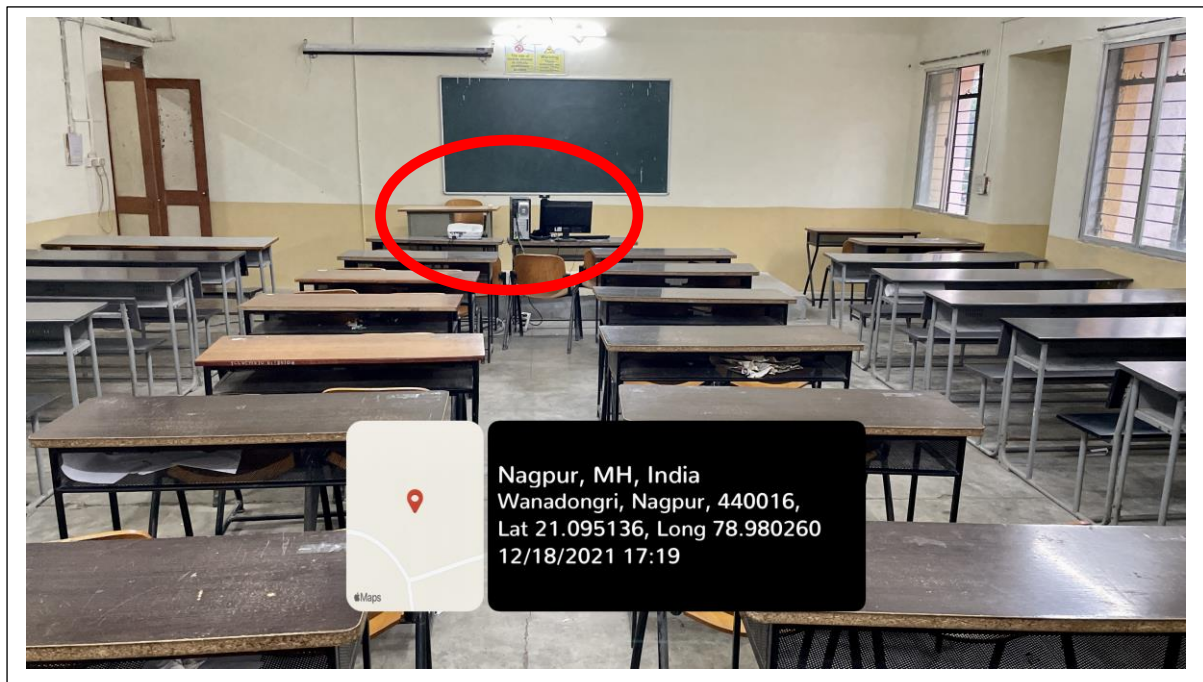 Nagpur, MH, India
Wanadongri, Nagpur, 440016,
Lat 21.095136, Long 78.980260
12/18/2021 17:19
Maps